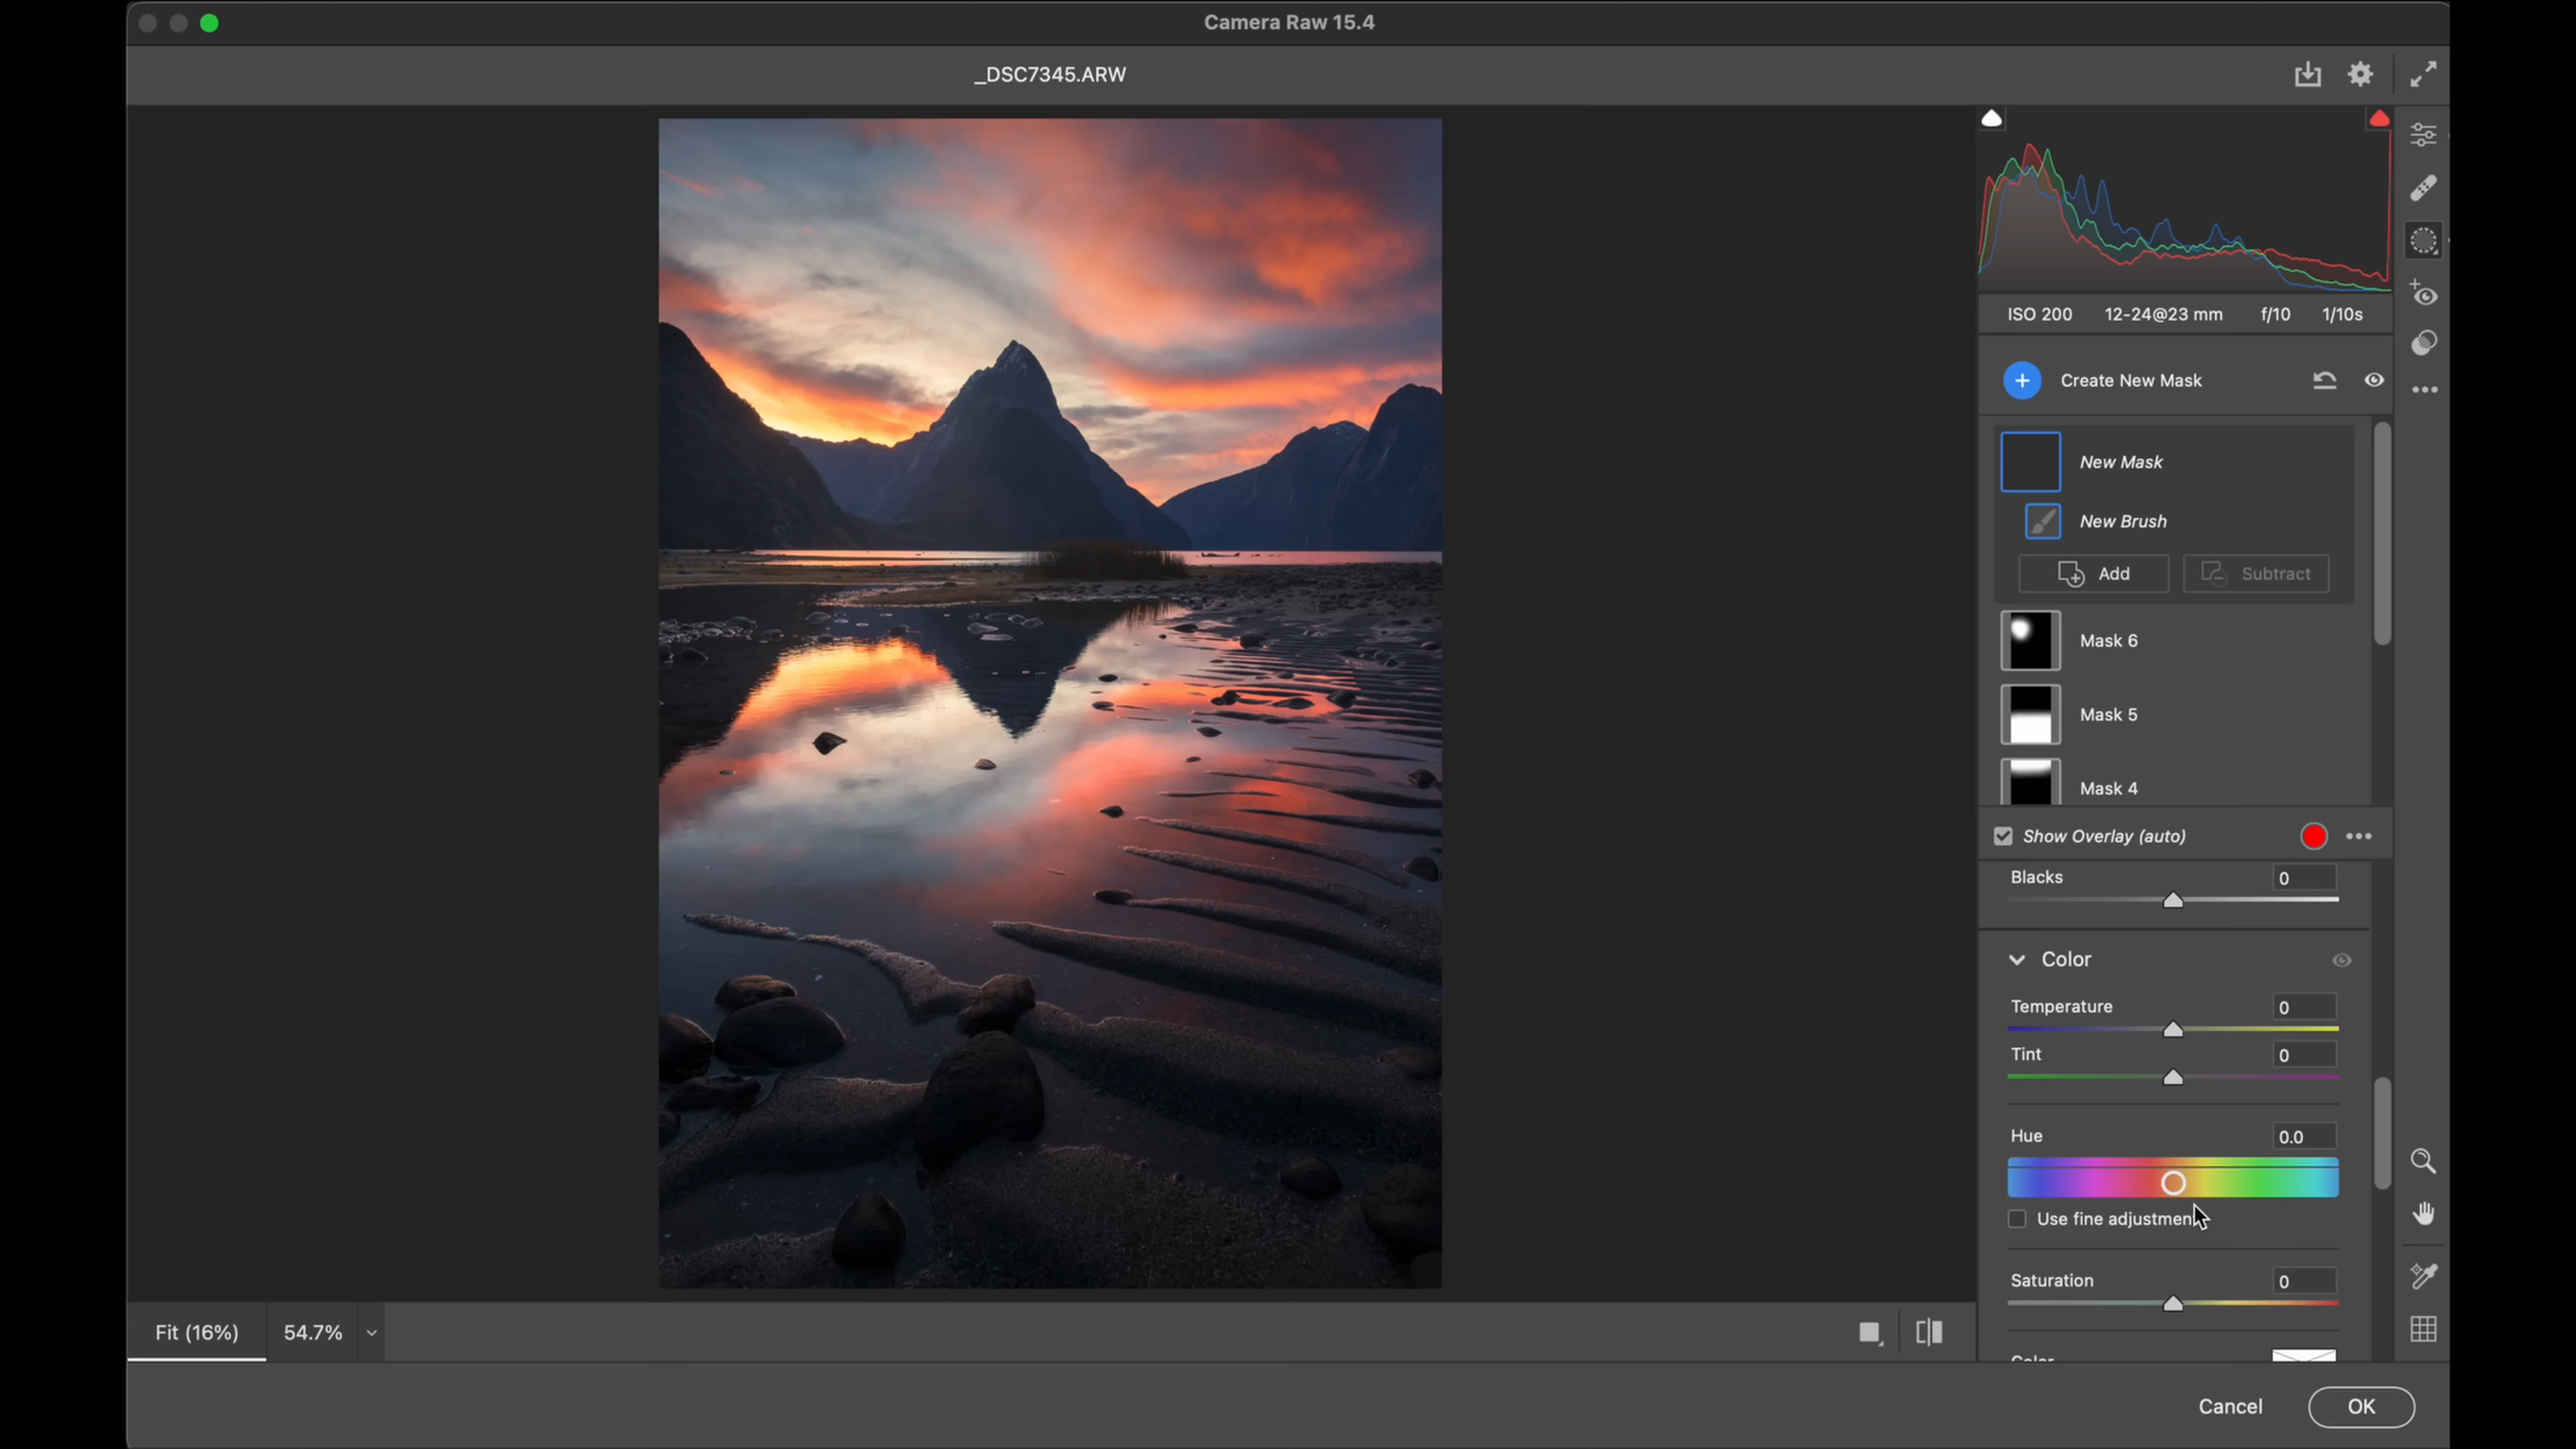 Camera Raw 15.4
_DSC7345.ARW
ISO 200 12-24@23 mm f/10 1/10s
Create New Mask
New Mask
New Brush
Add Subtract
Mask 6
Mask 5
Mask 4
Show Overlay (auto)
Blacks 0
Color
Temperature 0
Tint 0
Hue 0.0
Use fine adjustment
Saturation 0
Color
Fit (16%) 54.7%
Cancel OK